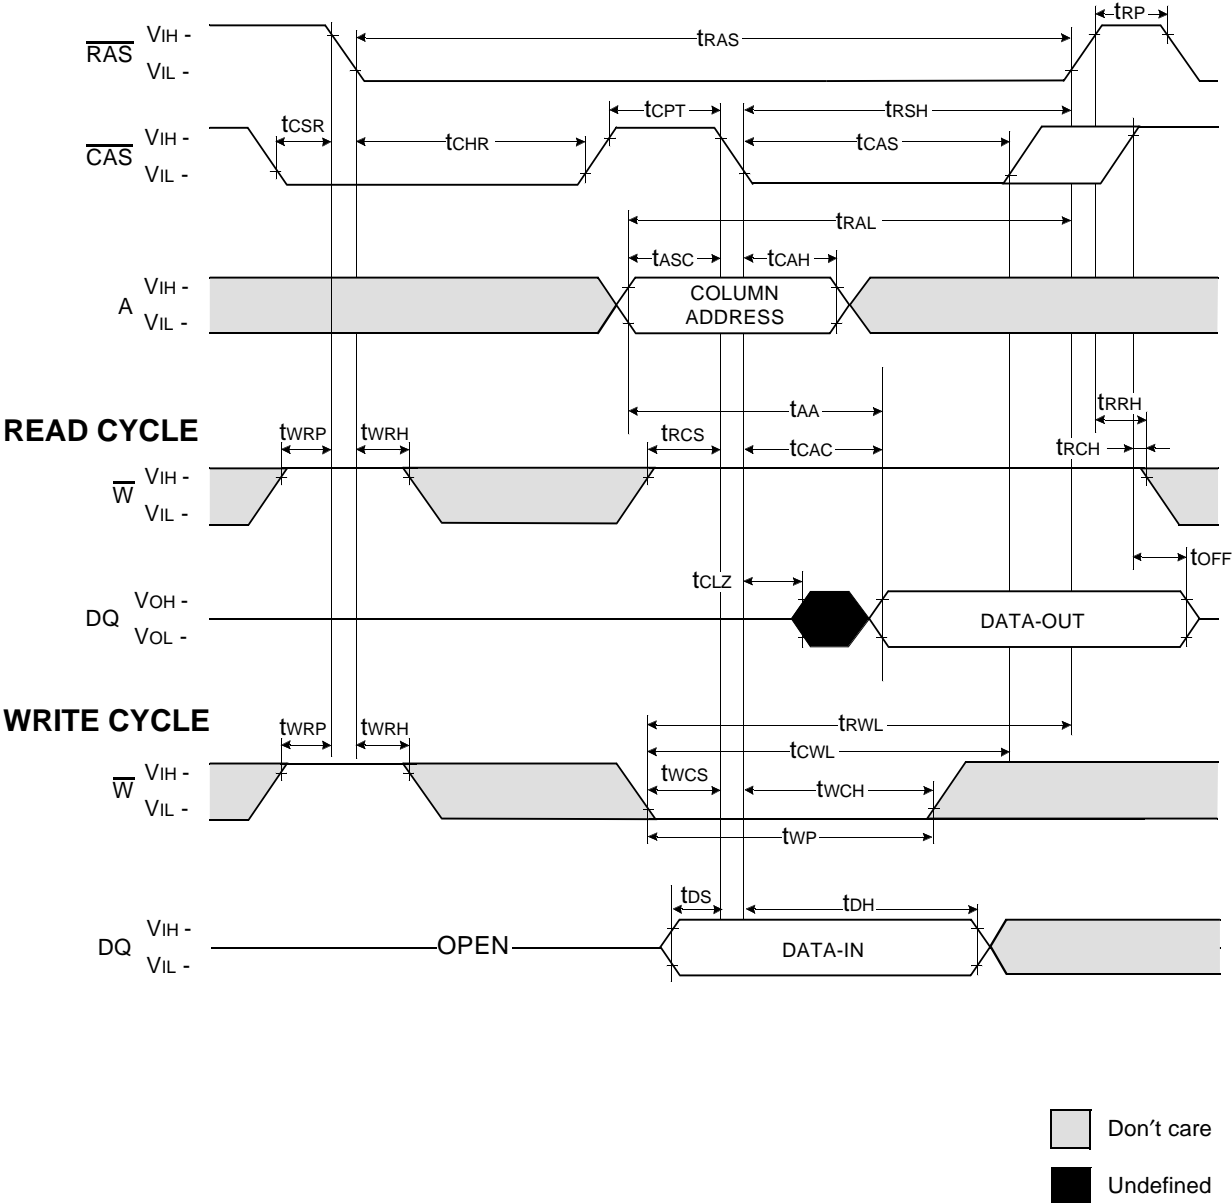 tRP
VIH -
RAS
tRAS
VIL -
tCPT
tRSH
tCSR
VIH -
CAS
tCHR
tCAS
VIL -
tRAL
tASC
tCAH
VIH -
A
COLUMN
ADDRESS
VIL -
tAA
tRRH
READ CYCLE
tWRP
tWRH
tRCS
tCAC
tRCH
VIH -
W
VIL -
tOFF
tCLZ
VOH -
DQ
DATA-OUT
VOL -
WRITE CYCLE
tWRP
tWRH
tRWL
tCWL
VIH -
W
tWCS
tWCH
VIL -
tWP
tDS
tDH
VIH -
DQ
OPEN
DATA-IN
VIL -
Don't care
Undefined